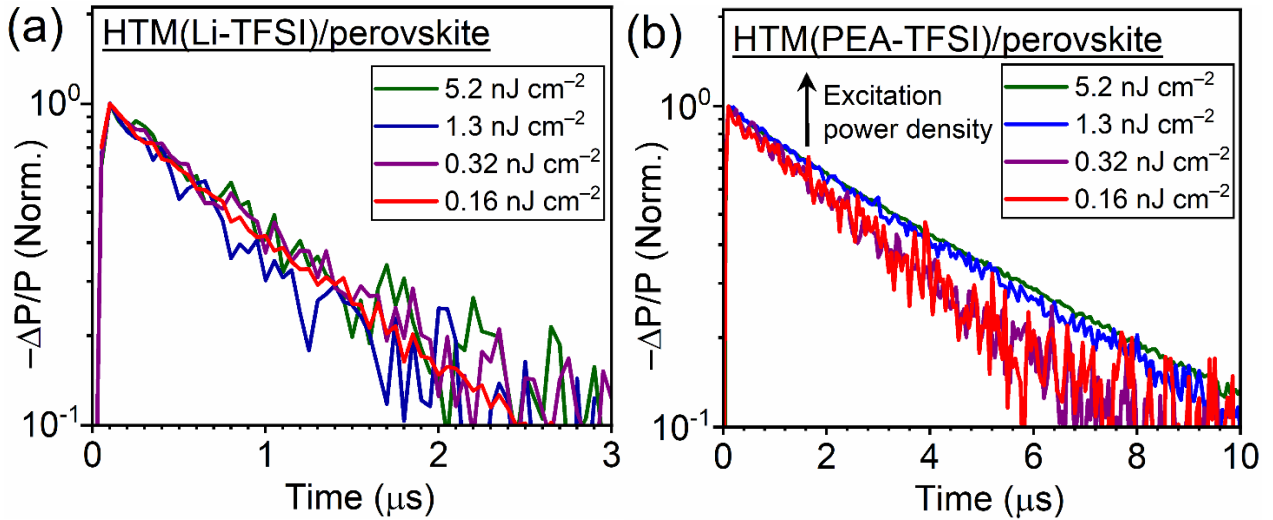 (a)
HTM(Li-TFSI)/perovskite
5.2 nJ cm⁻²
1.3 nJ cm⁻²
0.32 nJ cm⁻²
0.16 nJ cm⁻²
10⁰
10⁻¹
−ΔP/P (Norm.)
0 1 2 3
Time (μs)
(b)
HTM(PEA-TFSI)/perovskite
Excitation
power density
5.2 nJ cm⁻²
1.3 nJ cm⁻²
0.32 nJ cm⁻²
0.16 nJ cm⁻²
10⁰
10⁻¹
−ΔP/P (Norm.)
0 2 4 6 8 10
Time (μs)